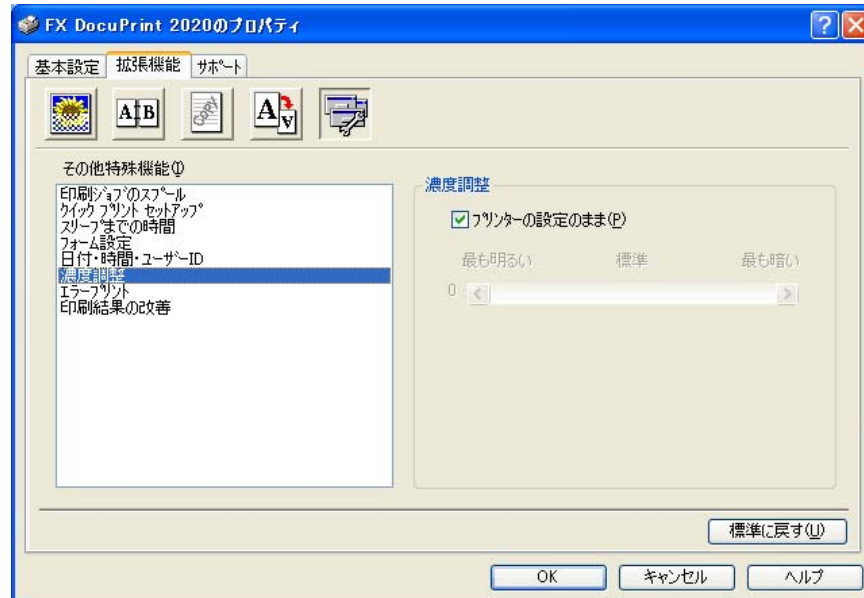 FX DocuPrint 2020のプロパティ
基本設定 拡張機能 サポート
A B
Copy
A A
その他特殊機能(I)
印刷ジョブのスプール
クイック プリント セットアップ
スリープまでの時間
フォーム設定
日付・時間・ユーザーID
濃度調整
エラープリント
印刷結果の改善
濃度調整
プリンターの設定のまま(P)
最も明るい 標準 最も暗い
0
標準に戻す(U)
OK キャンセル ヘルプ